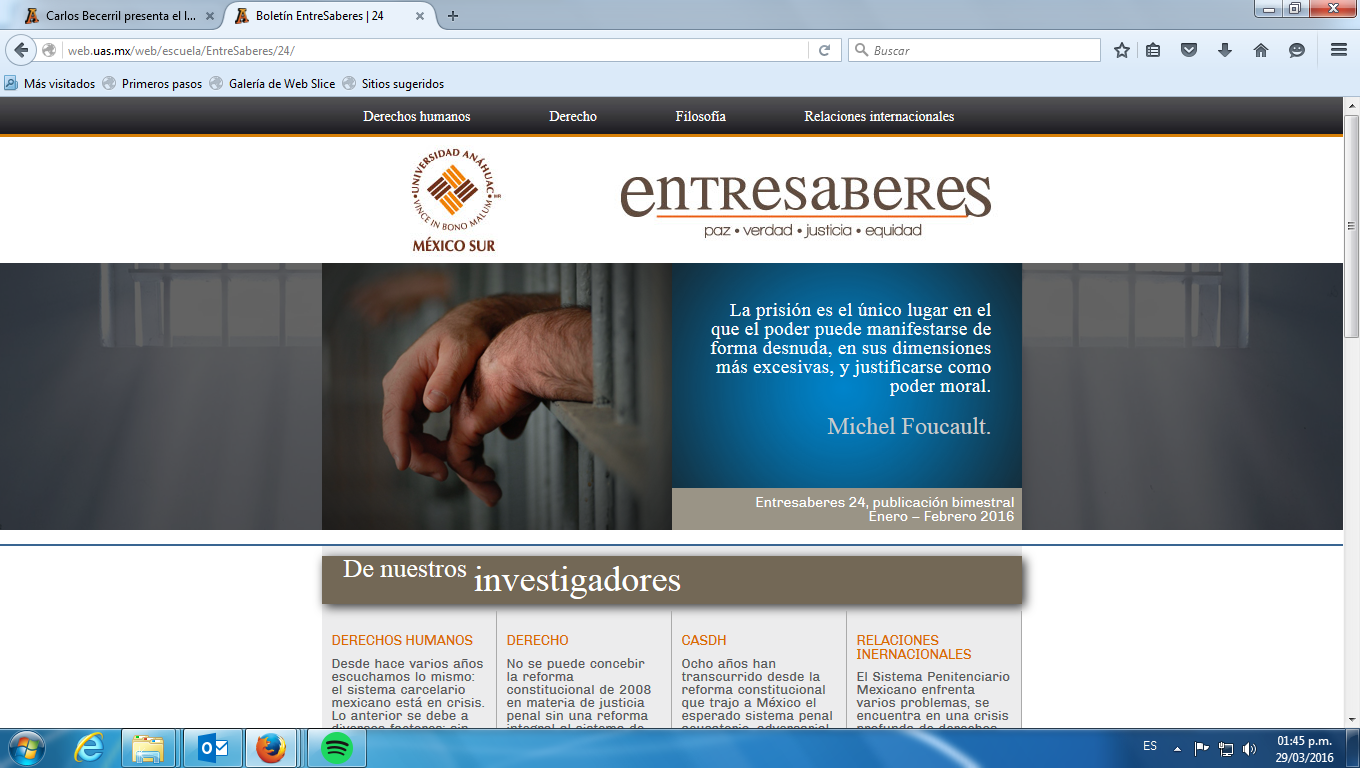 Carlos Becerril presenta el l...
Boletín EntreSaberes | 24
web.uas.mx/web/escuela/EntreSaberes/24/
Buscar
Más visitados
Primeros pasos
Galería de Web Slice
Sitios sugeridos
Derechos humanos
Derecho
Filosofía
Relaciones internacionales
UNIVERSIDAD ANÁHUAC
VINCE IN BONO MALUM
MÉXICO SUR
entresaberes
paz • verdad • justicia • equidad
La prisión es el único lugar en el
que el poder puede manifestarse de
forma desnuda, en sus dimensiones
más excesivas, y justificarse como
poder moral.
Michel Foucault.
Entresaberes 24, publicación bimestral
Enero – Febrero 2016
De nuestros investigadores
DERECHOS HUMANOS
Desde hace varios años
escuchamos lo mismo:
el sistema carcelario
mexicano está en crisis.
Lo anterior se debe a
DERECHO
No se puede concebir
la reforma
constitucional de 2008
en materia de justicia
penal sin una reforma
CASDH
Ocho años han
transcurrido desde la
reforma constitucional
que trajo a México el
esperado sistema penal
RELACIONES
INERNACIONALES
El Sistema Penitenciario
Mexicano enfrenta
varios problemas, se
encuentra en una crisis
ES
01:45 p.m.
29/03/2016